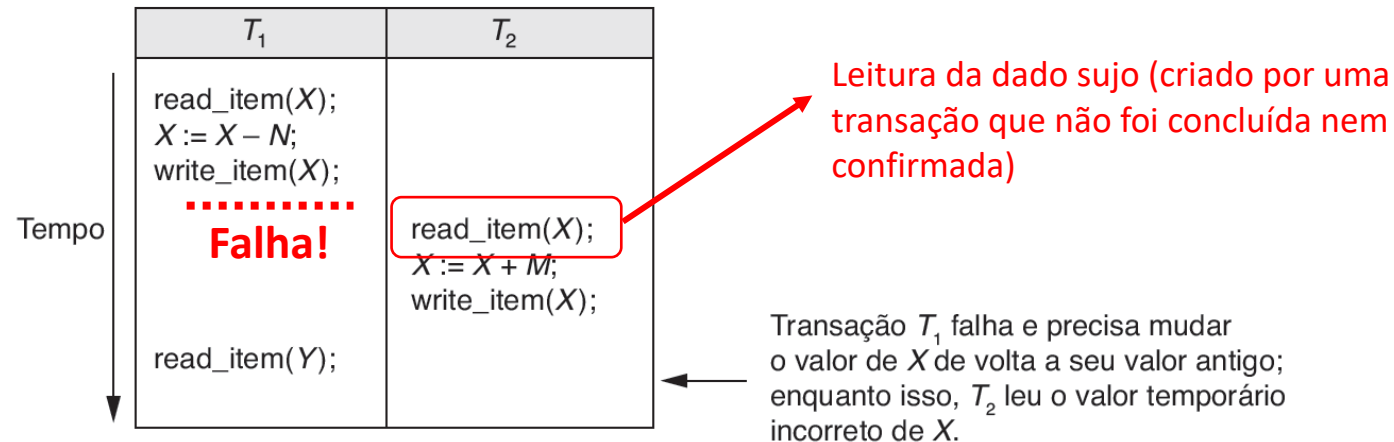 T₁ T₂
read_item(X);
X := X – N;
write_item(X);
Tempo
Falha!
read_item(X);
X := X + M;
write_item(X);
read_item(Y);
Leitura da dado sujo (criado por uma
transação que não foi concluída nem
confirmada)
Transação T₁ falha e precisa mudar
o valor de X de volta a seu valor antigo;
enquanto isso, T₂ leu o valor temporário
incorreto de X.